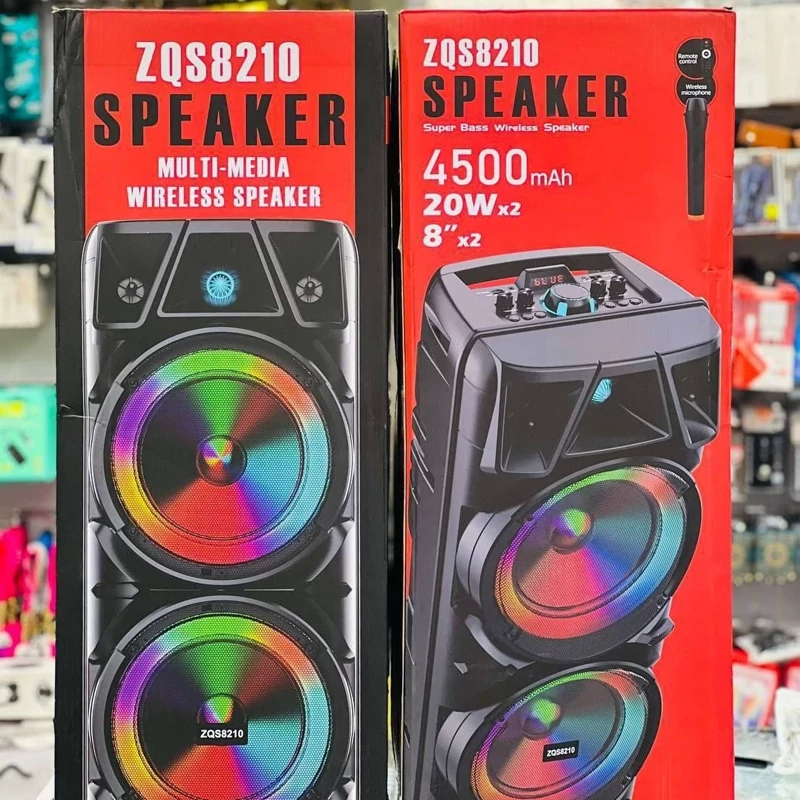 ZQS8210
SPEAKER
MULTI-MEDIA
WIRELESS SPEAKER
ZQS8210
ZQS8210
SPEAKER
Super Bass Wireless Speaker
4500mAh
20Wx2
8”x2
Remote
control
Wireless
microphone
BLUE
ZQS8210